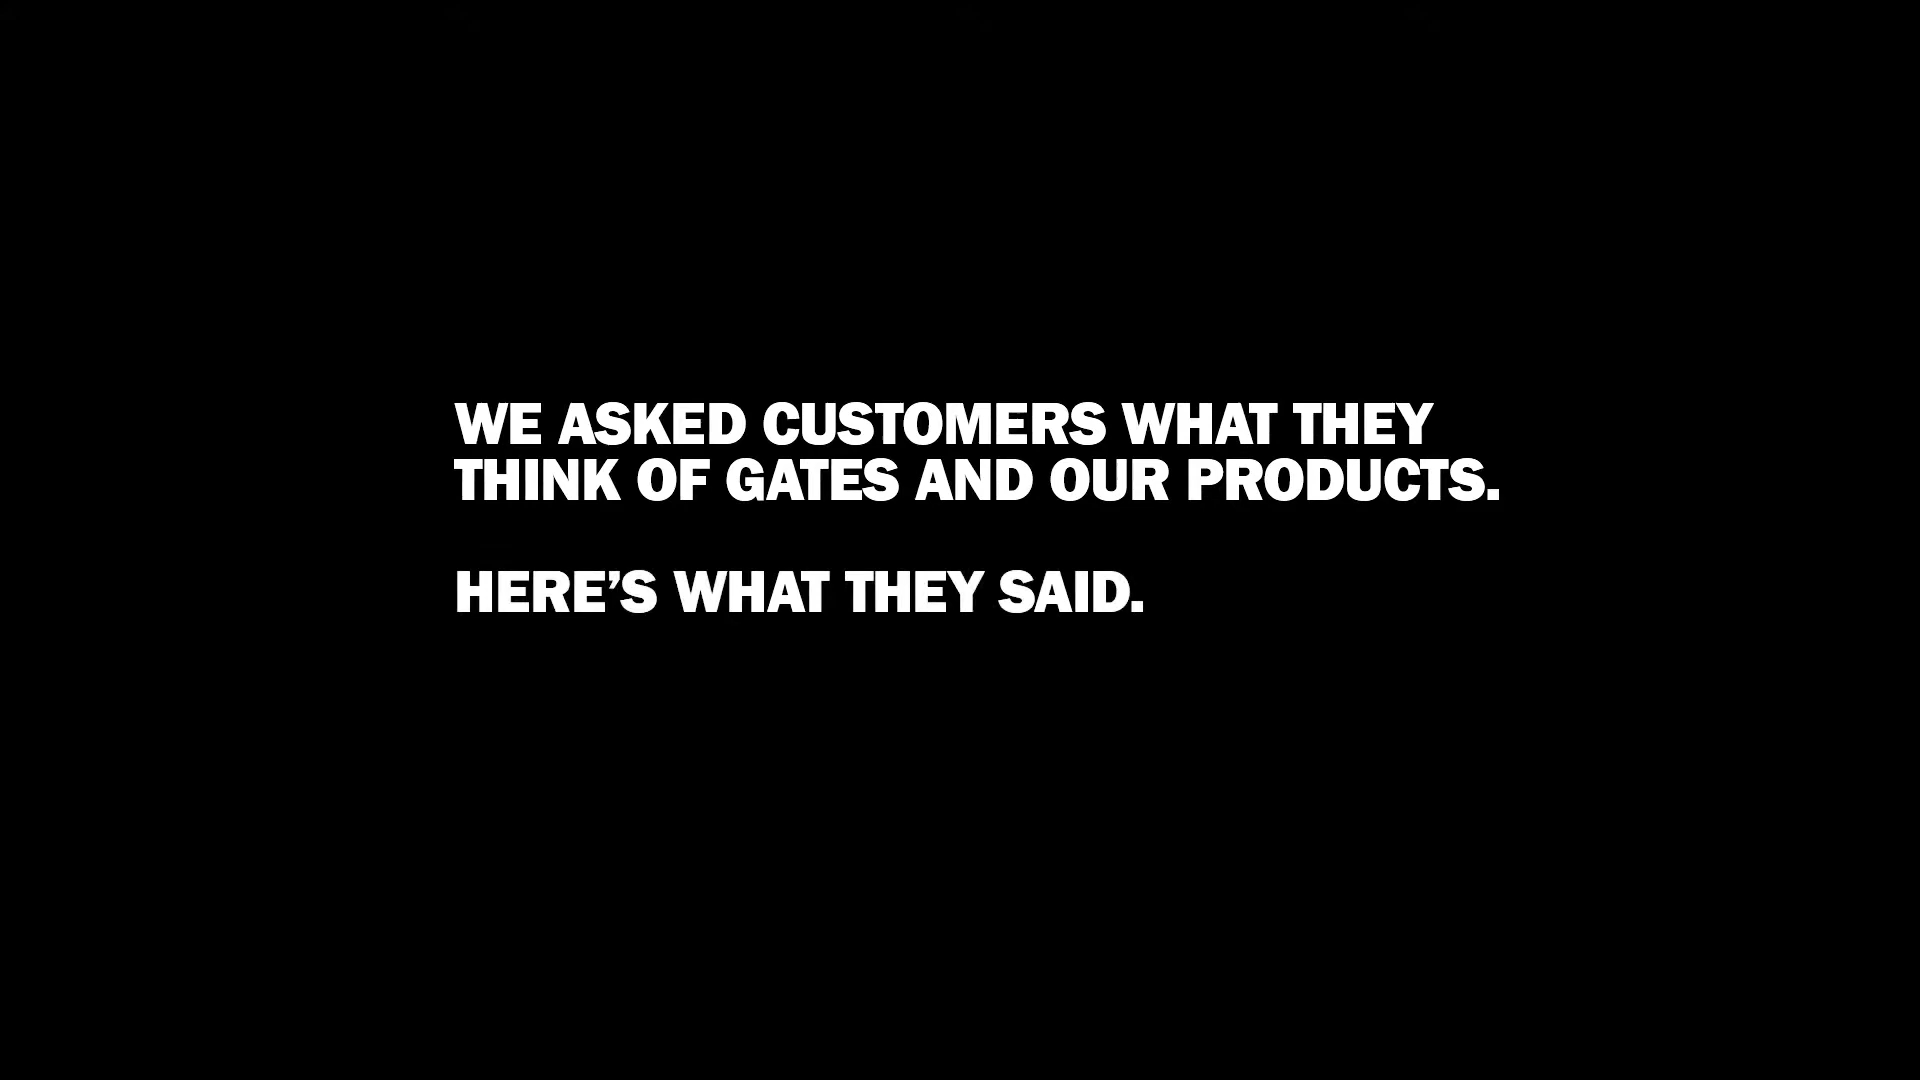 WE ASKED CUSTOMERS WHAT THEY
THINK OF GATES AND OUR PRODUCTS.
HERE’S WHAT THEY SAID.